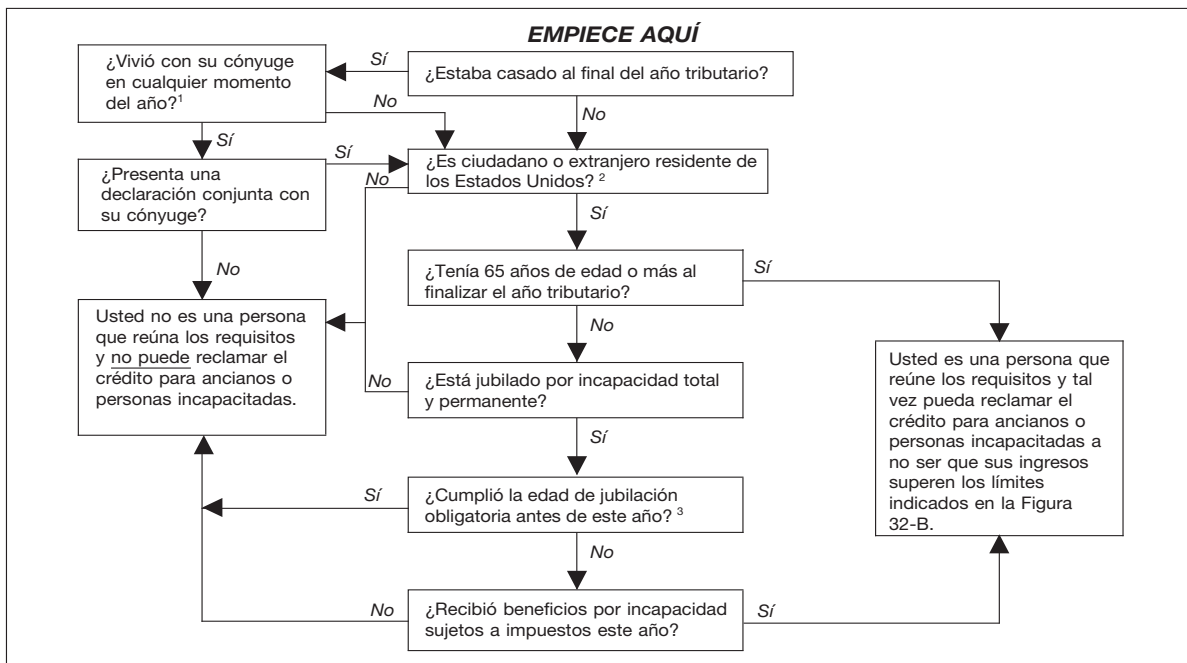 EMPIECE AQUÍ
¿Vivió con su cónyuge
en cualquier momento
del año?1
Sí
¿Estaba casado al final del año tributario?
No
No
Sí
¿Presenta una
declaración conjunta con
su cónyuge?
Sí
¿Es ciudadano o extranjero residente de
los Estados Unidos? 2
No
Sí
No
¿Tenía 65 años de edad o más al
finalizar el año tributario?
Sí
Usted no es una persona
que reúna los requisitos
y no puede reclamar el
crédito para ancianos o
personas incapacitadas.
No
¿Está jubilado por incapacidad total
y permanente?
No
Usted es una persona que
reúne los requisitos y tal
vez pueda reclamar el
crédito para ancianos o
personas incapacitadas a
no ser que sus ingresos
superen los límites
indicados en la Figura
32-B.
Sí
¿Cumplió la edad de jubilación
obligatoria antes de este año? 3
Sí
No
¿Recibió beneficios por incapacidad
sujetos a impuestos este año?
No
Sí